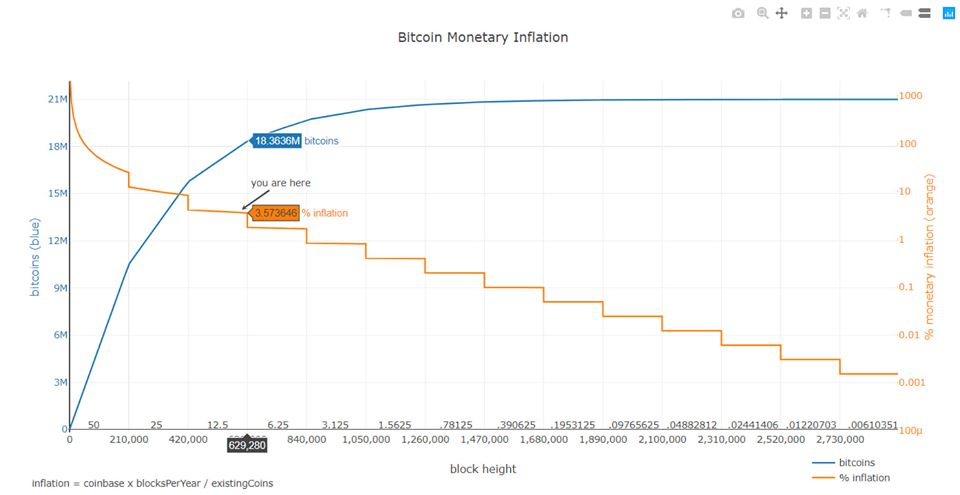 Bitcoin Monetary Inflation
21M
18M
15M
12M
9M
6M
3M
0
bitcoins (blue)
1000
100
10
1
0.1
0.01
0.001
100μ
% monetary inflation (orange)
18.3636M bitcoins
you are here
3.573646 % inflation
50 25 12.5 6.25 3.125 1.5625 .78125 .390625 .1953125 .09765625 .04882812 .02441406 .01220703 .00610351
0 210,000 420,000 840,000 1,050,000 1,260,000 1,470,000 1,680,000 1,890,000 2,100,000 2,310,000 2,520,000 2,730,000
629,280
block height
bitcoins
% inflation
inflation = coinbase x blocksPerYear / existingCoins